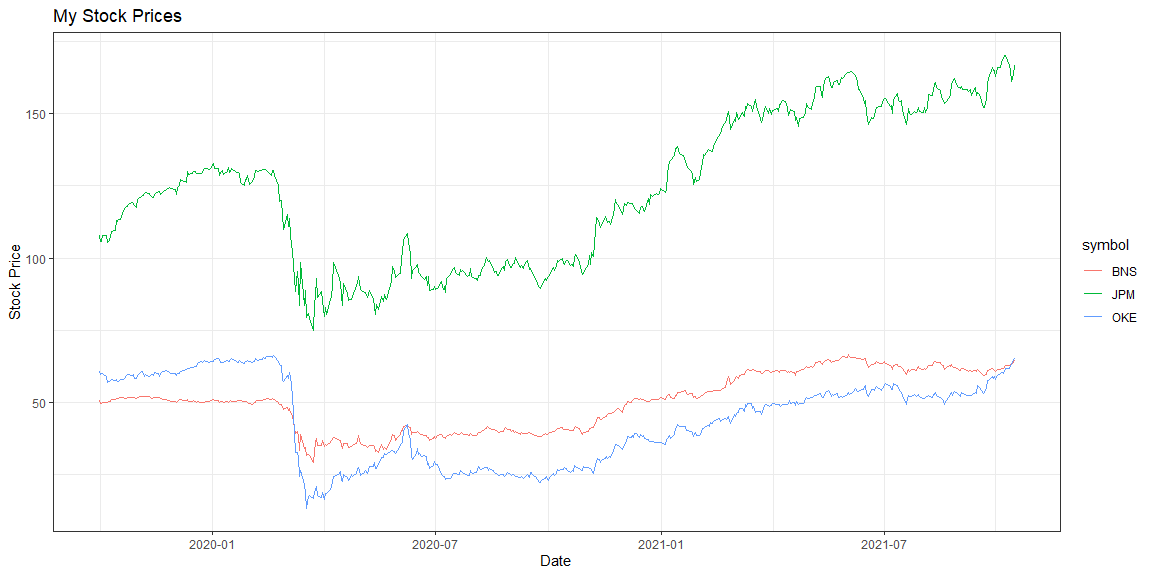 My Stock Prices
Stock Price
150
100
50
2020-01
2020-07
2021-01
2021-07
Date
symbol
BNS
JPM
OKE